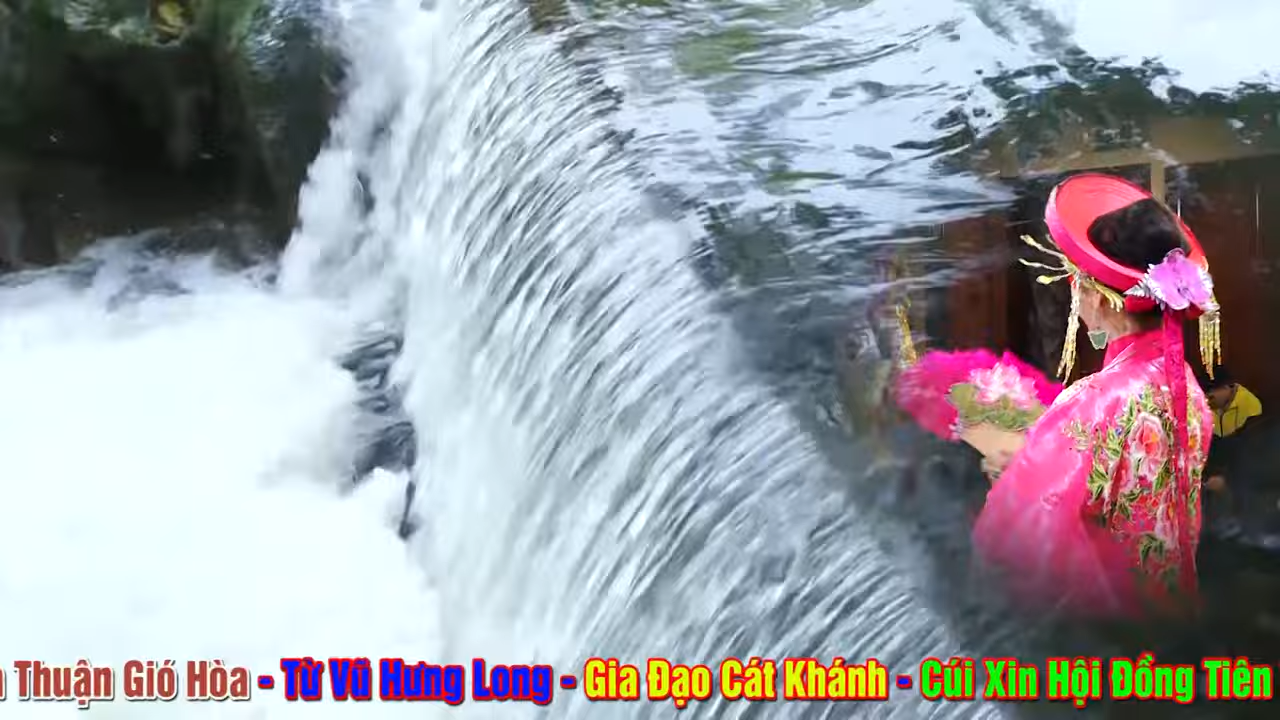 Thuận Gió Hòa - Từ Vũ Hưng Long - Gia Đạo Cát Khánh - Cúi Xin Hội Đồng Tiên